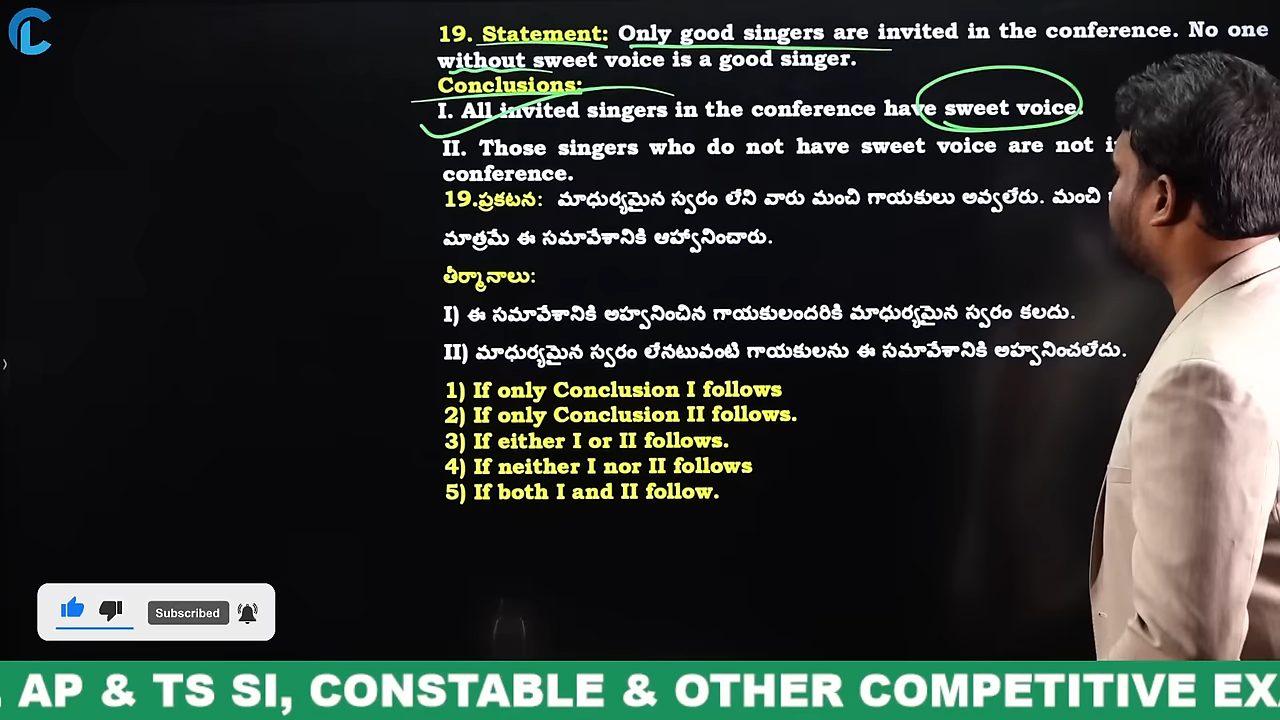 19. Statement: Only good singers are invited in the conference. No one
without sweet voice is a good singer.
Conclusions:
I. All invited singers in the conference have sweet voice.
II. Those singers who do not have sweet voice are not
conference.
19.ప్రకటన: మాధుర్యమైన స్వరం లేని వారు మంచి గాయకులు అవ్వలేరు. మంచి
మాత్రమే ఈ సమావేశానికి ఆహ్వానించారు.
తీర్మానాలు:
I) ఈ సమావేశానికి అహ్వనించిన గాయకులందరికి మాధుర్యమైన స్వరం కలదు.
II) మాధుర్యమైన స్వరం లేనటువంటి గాయకులను ఈ సమావేశానికి అహ్వనించలేదు.
1) If only Conclusion I follows
2) If only Conclusion II follows.
3) If either I or II follows.
4) If neither I nor II follows
5) If both I and II follow.
Subscribed
AP & TS SI, CONSTABLE & OTHER COMPETITIVE EX